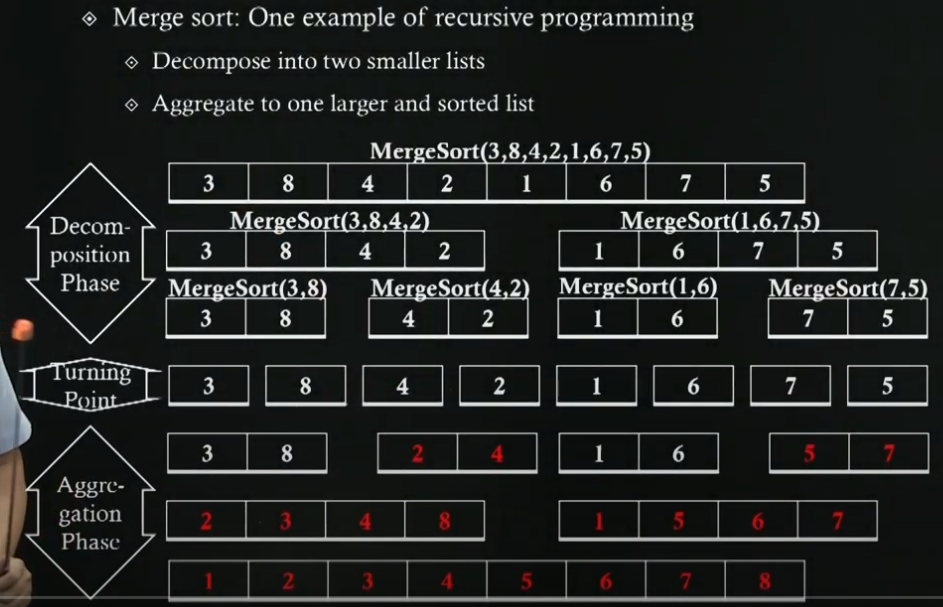 Merge sort: One example of recursive programming
Decompose into two smaller lists
Aggregate to one larger and sorted list
MergeSort(3,8,4,2,1,6,7,5)
3 8 4 2 1 6 7 5
Decom-
position
Phase
MergeSort(3,8,4,2) MergeSort(1,6,7,5)
3 8 4 2 1 6 7 5
MergeSort(3,8) MergeSort(4,2) MergeSort(1,6) MergeSort(7,5)
3 8 4 2 1 6 7 5
Turning
Point
3 8 4 2 1 6 7 5
Aggre-
gation
Phase
3 8 2 4 1 6 5 7
2 3 4 8 1 5 6 7
1 2 3 4 5 6 7 8